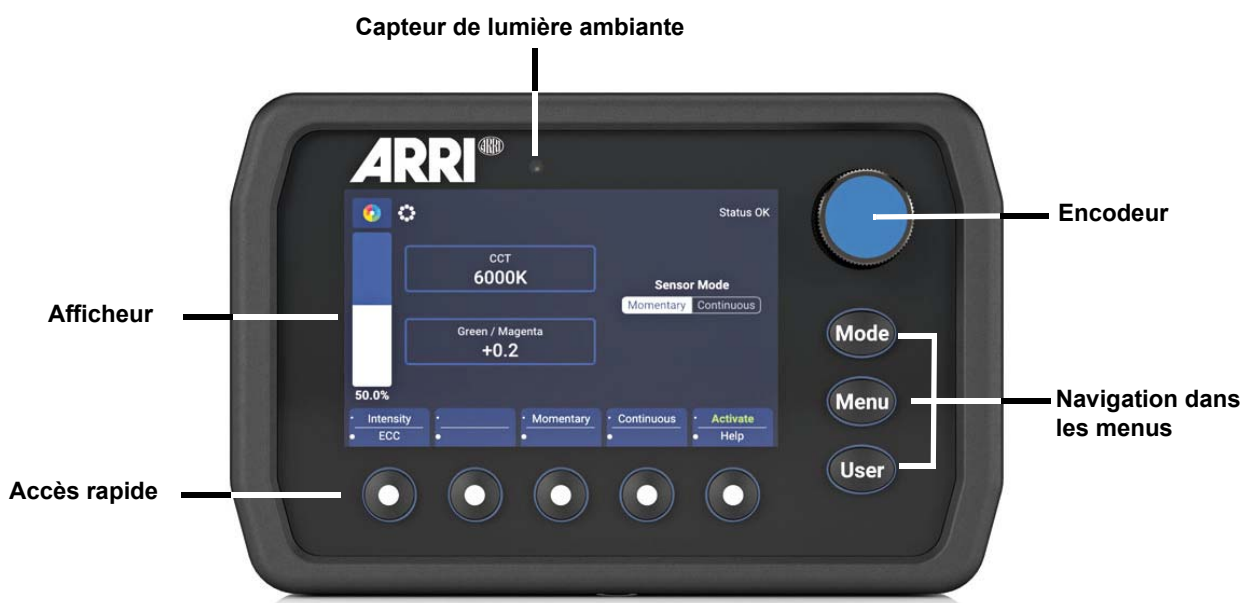 Capteur de lumière ambiante
ARRI®
ARRI
Status OK
CCT
6000K
Encodeur
Sensor Mode
Momentary Continuous
Afficheur
Green / Magenta
+0.2
Mode
50.0%
Menu
Navigation dans
les menus
Intensity
Momentary
Continuous
Activate
ECC
Help
User
Accès rapide